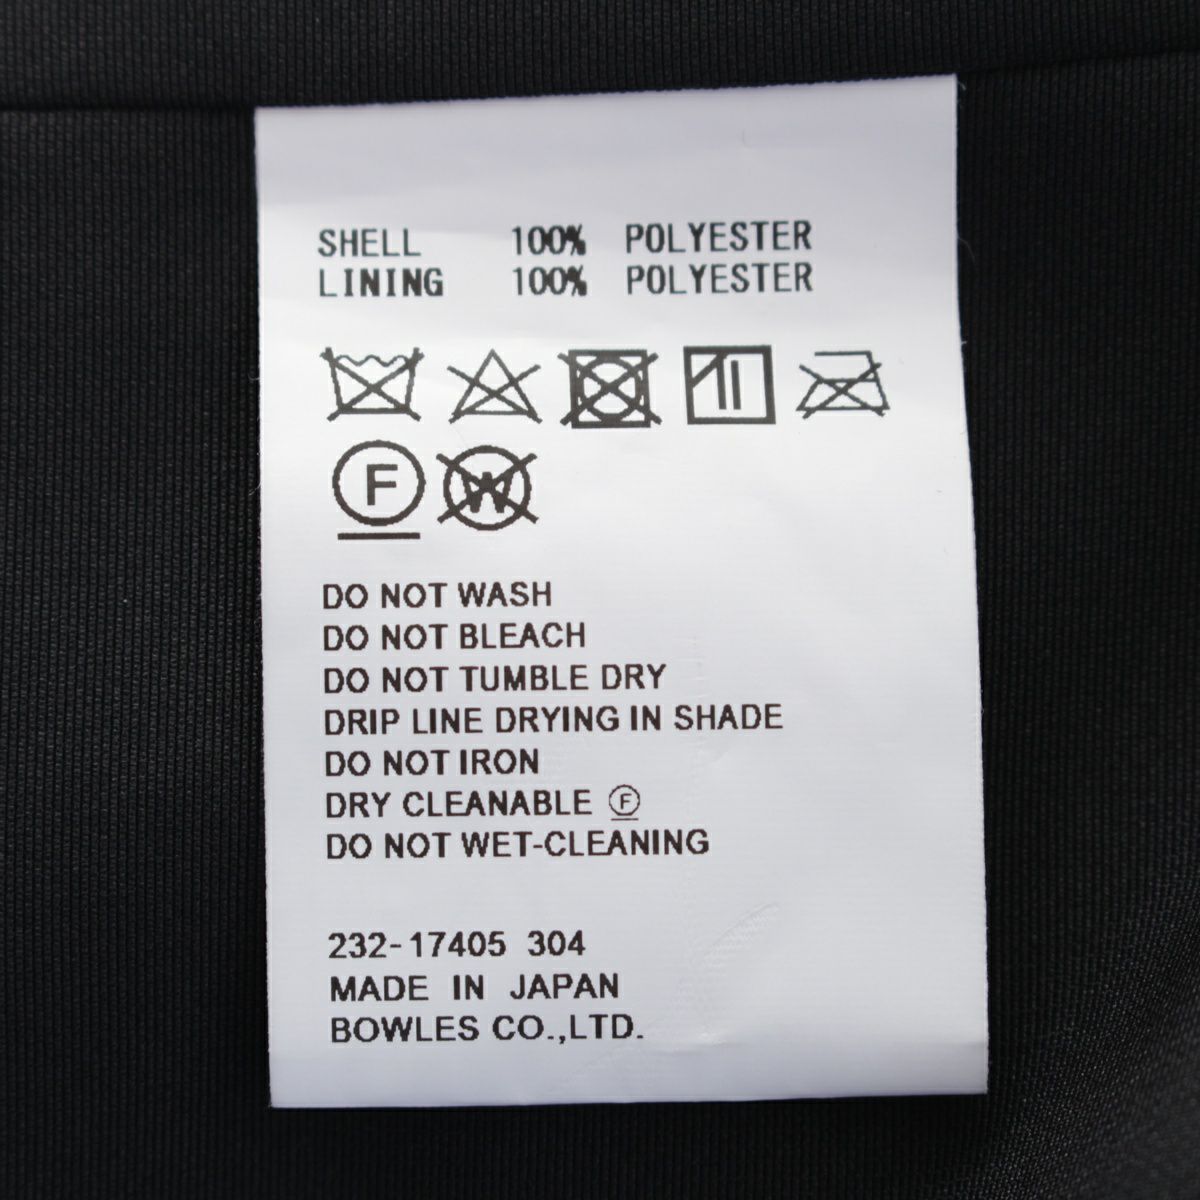 SHELL 100% POLYESTER
LINING 100% POLYESTER
F W
DO NOT WASH
DO NOT BLEACH
DO NOT TUMBLE DRY
DRIP LINE DRYING IN SHADE
DO NOT IRON
DRY CLEANABLE Ⓕ
DO NOT WET-CLEANING
232-17405 304
MADE IN JAPAN
BOWLES CO.,LTD.